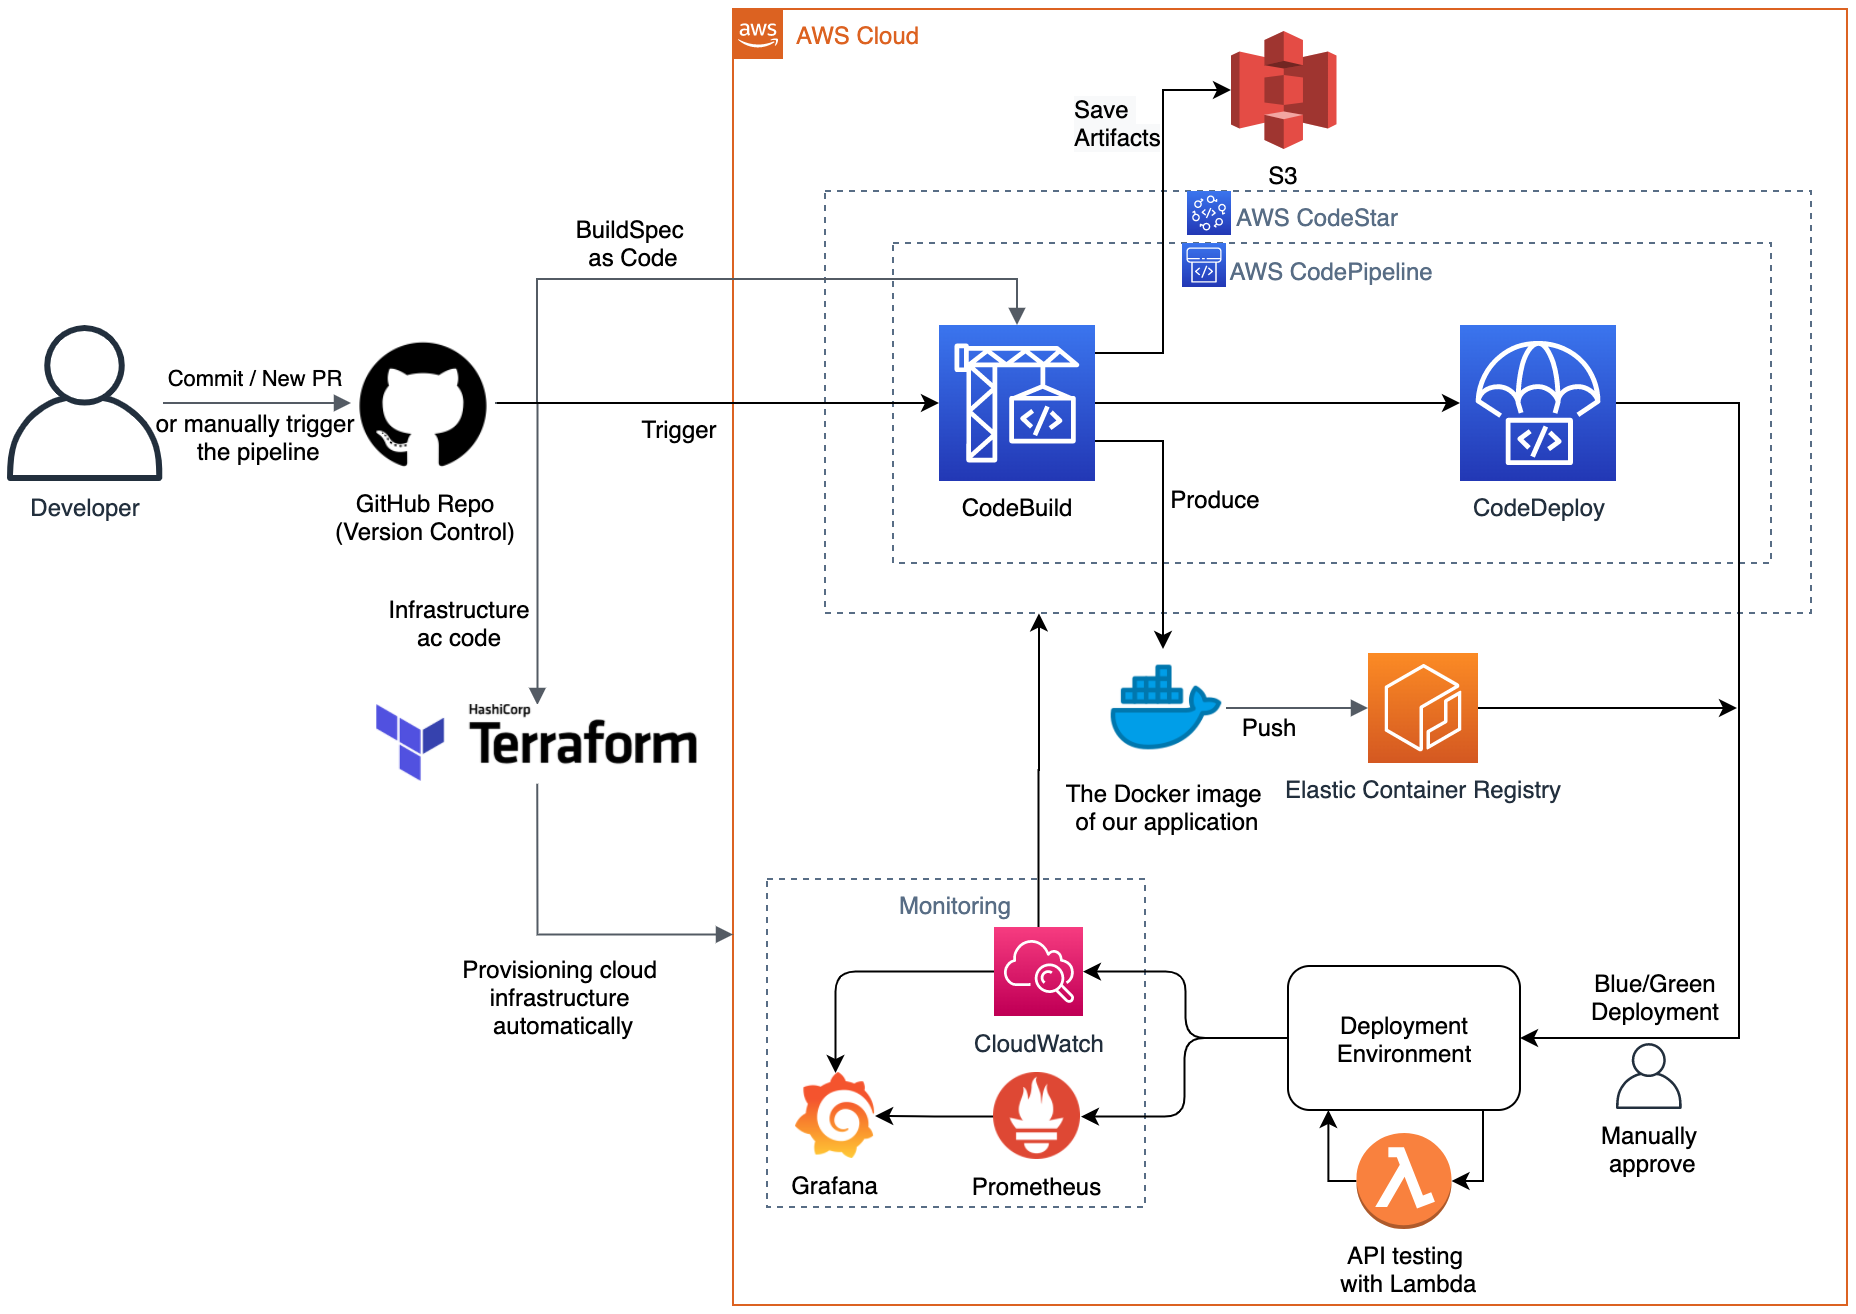 aws
AWS Cloud
Save
Artifacts
S3
AWS CodeStar
AWS CodePipeline
BuildSpec
as Code
Commit / New PR
or manually trigger
the pipeline
Developer
GitHub Repo
(Version Control)
Trigger
</>
CodeBuild
</>
CodeDeploy
Produce
Infrastructure
ac code
HashiCorp
Terraform
Provisioning cloud
infrastructure
automatically
The Docker image
of our application
Push
Elastic Container Registry
Monitoring
CloudWatch
Grafana
Prometheus
Deployment
Environment
Blue/Green
Deployment
Manually
approve
API testing
with Lambda